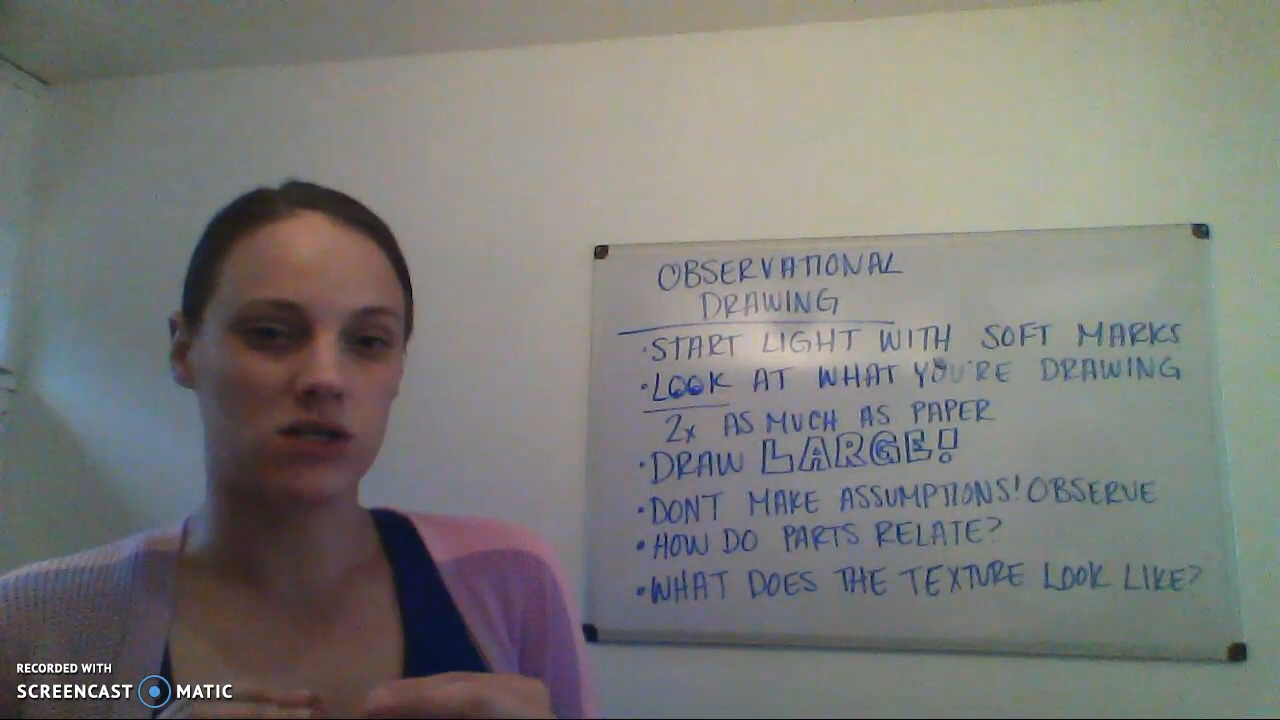 OBSERVATIONAL
DRAWING
•START LIGHT WITH SOFT MARKS
•LOOK AT WHAT YOU'RE DRAWING
2x AS MUCH AS PAPER
•DRAW LARGE!
•DONT MAKE ASSUMPTIONS! OBSERVE
•HOW DO PARTS RELATE?
•WHAT DOES THE TEXTURE LOOK LIKE?
RECORDED WITH
SCREENCAST MATIC